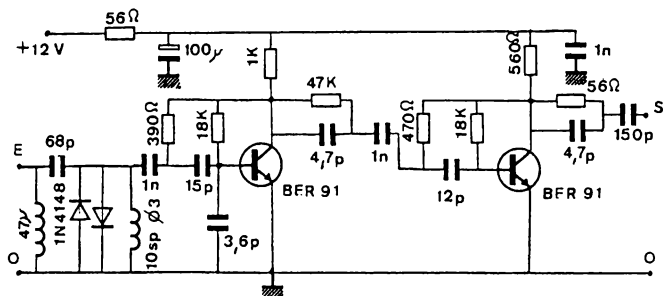 56Ω
+12 V
100µ
1K
560Ω
1n
47K
56Ω
S
390Ω
18K
470Ω
18K
E
68p
4,7p
1n
4,7p
150p
1n
15p
BFR 91
12p
BFR 91
47µ
1N4148
10sp Ø3
3,6p
O
O